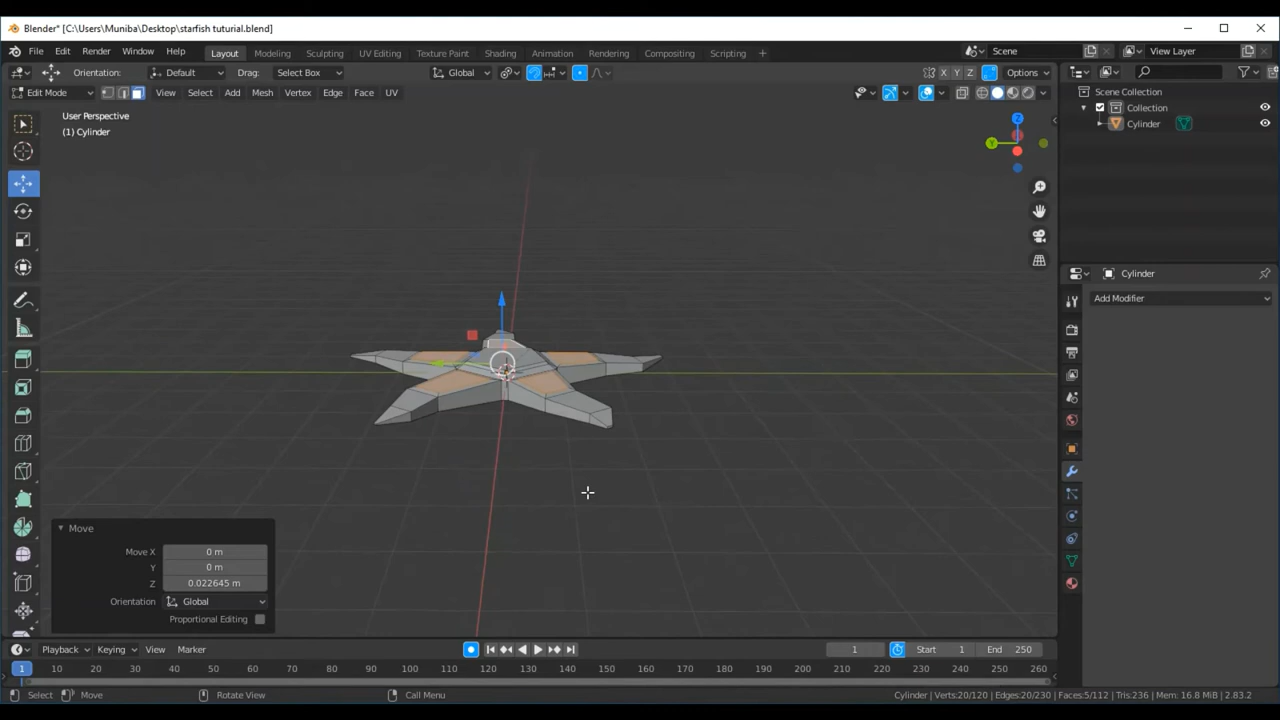 Blender* [C:\Users\Muniba\Desktop\starfish tuturial.blend]
File Edit Render Window Help Layout Modeling Sculpting UV Editing Texture Paint Shading Animation Rendering Compositing Scripting + Scene View Layer
Orientation: Default Drag: Select Box Global X Y Z Options
Edit Mode View Select Add Mesh Vertex Edge Face UV
Scene Collection
Collection
Cylinder
User Perspective
(1) Cylinder
Z
Y
Cylinder
Add Modifier
Move
Move X 0 m
Y 0 m
Z 0.022645 m
Orientation Global
Proportional Editing
Playback Keying View Marker 1 Start 1 End 250
1 10 20 30 40 50 60 70 80 90 100 110 120 130 140 150 160 170 180 190 200 210 220 230 240 250 260
Select Move Rotate View Call Menu Cylinder | Verts:20/120 | Edges:20/230 | Faces:5/112 | Tris:236 | Mem: 16.8 MiB | 2.83.2